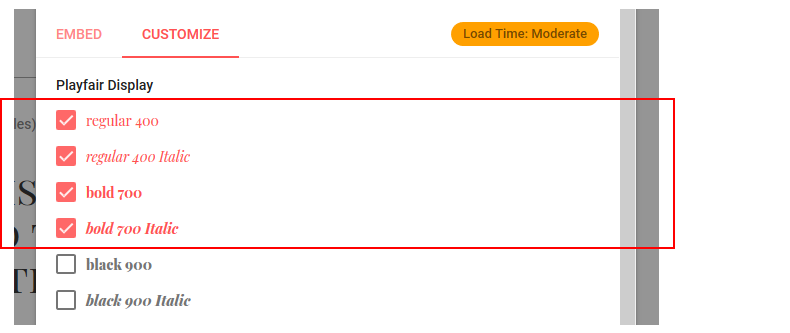 EMBED CUSTOMIZE Load Time: Moderate
Playfair Display
regular 400
les)
regular 400 Italic
bold 700
bold 700 Italic
black 900
black 900 Italic